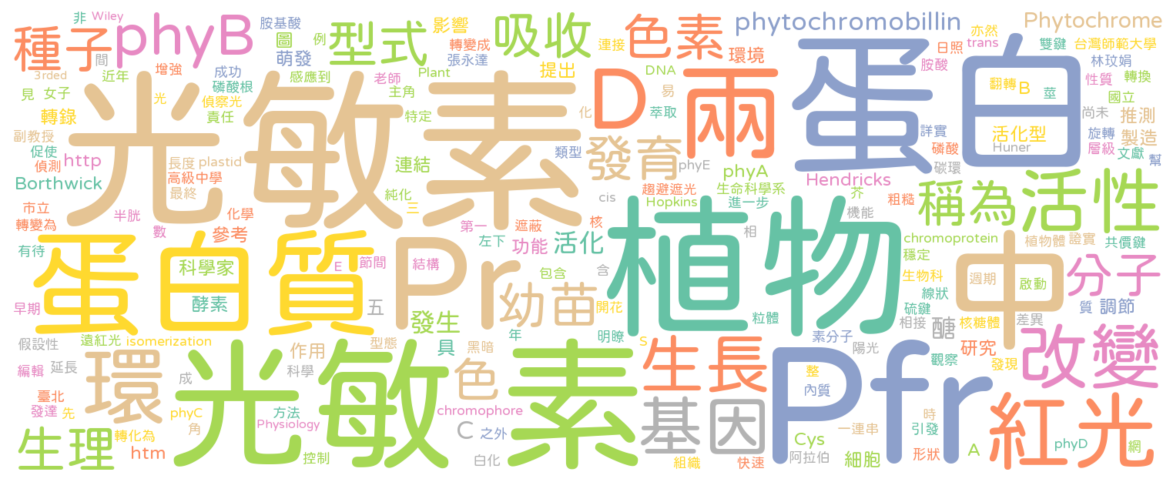 非 Wiley 胺基酸 影響 phytochromobillin Phytochrome
種子 phyB 圖 例 型式 吸收 連接 色素 日照 亦然 雙鍵 台灣師範大學
間 萌發 轉變成 張永達 環境 trans 林玟娟
3rded 近年 增強 成功 感應到 老師 Plant 提出 DNA 胺酸 翻轉 B 性質 轉換
見 女子 光 磷酸根 主角 易 莖 國立
轉錄 偵察光 責任 特定 化 萃取 D 兩 蛋白 尚未 推測
副教授 促使 長度 plastid 連結 類型 發育 phyE phyA 詳實 活化型 旋轉 製造
http 偵測 高級中學 光敏素 趨避遮光 生命科學系 磷酸 Huner 層級 文獻 幫
Borthwick 最終 純化 cis Hopkins 進一步 Hendricks 碳環
市立 半胱 化學 三 粗糙 芥 稱為 活性
轉變為 數 參考 第一 遮蔽 核 植物 相 機能
有待 左下 功能 活化 chromoprotein 植物體 證實 共價鍵
蛋白質 科學家 E 節間 結構 Pr 包含 含 穩定 中 週期 啟動 分子
早期 酵素 五 幼苗 開花 生物科 線狀 質 調節
遠紅光 發生 年 明瞭 粒體 硫鍵 核糖體 差異
假設性 isomerization 型態 黑暗 具 S 素分子 相接 醣
編輯 延長 環 作用 科學 色 生長 陽光 觀察 研究 發現 改變
臺北 成 光敏素 整 內質 Pfr
發達 先 phyC 方法 chromophore 基因 時 紅光
生理 角 Physiology C 之外 一連串 引發 phyD 網
轉化為 Cys A
htm 控制 白化 組織 快速 阿拉伯 細胞 形狀